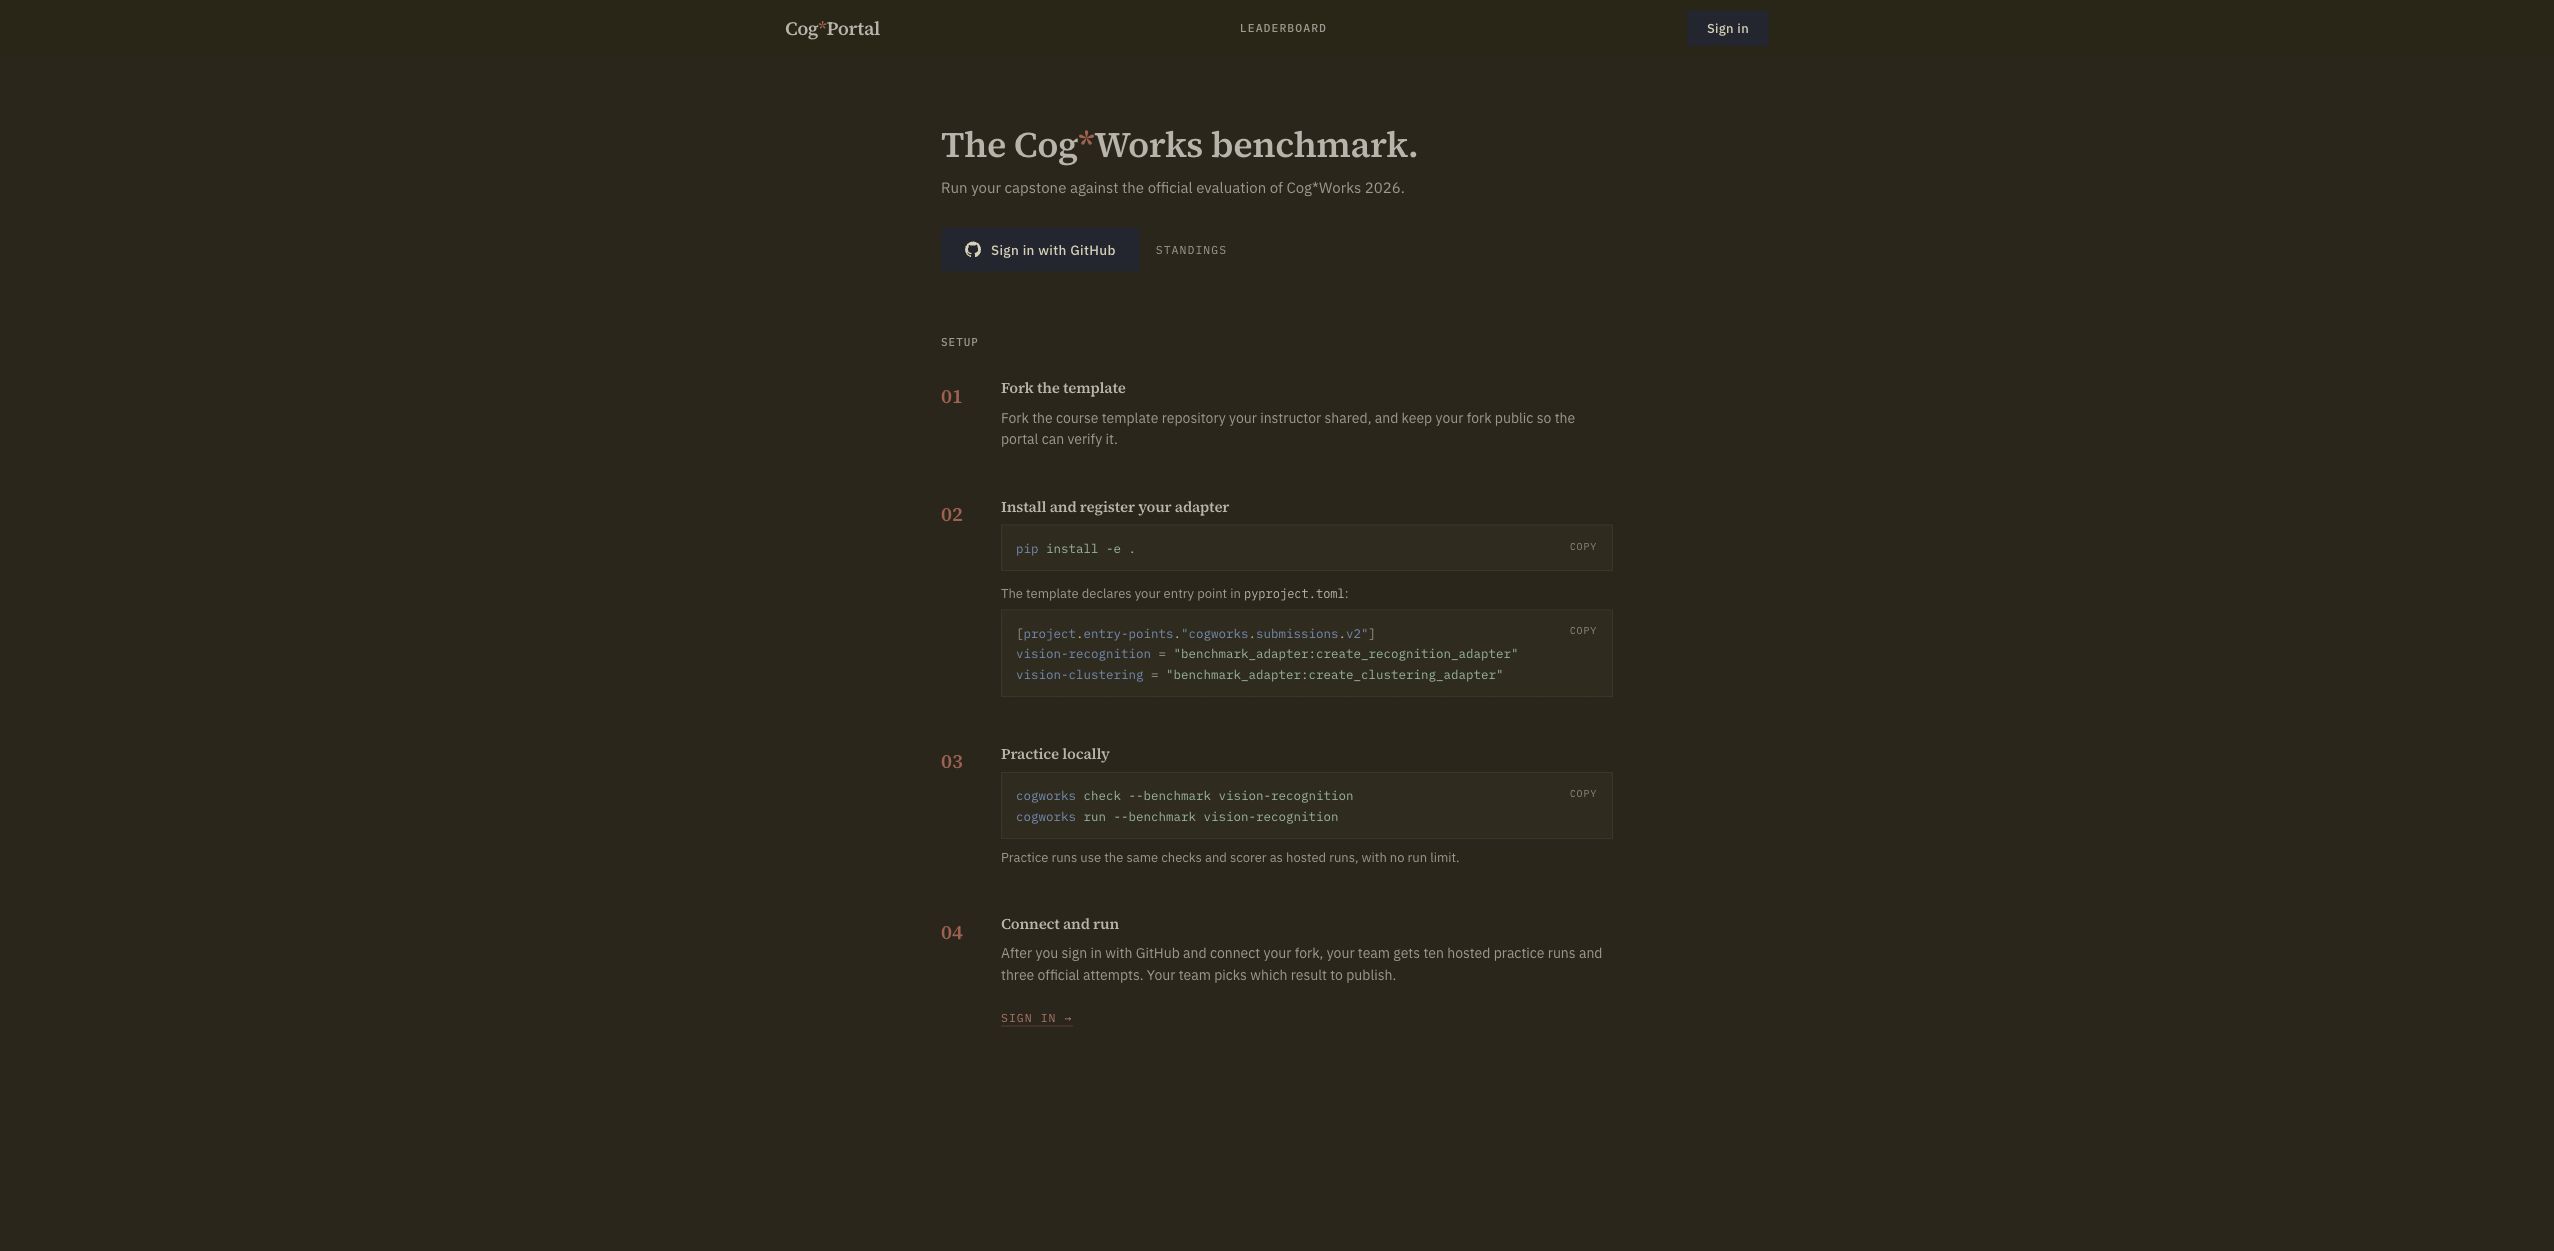 Cog*Portal
LEADERBOARD
Sign in
The Cog*Works benchmark.
Run your capstone against the official evaluation of Cog*Works 2026.
Sign in with GitHub
STANDINGS
SETUP
01
Fork the template
Fork the course template repository your instructor shared, and keep your fork public so the
portal can verify it.
02
Install and register your adapter
pip install -e .
COPY
The template declares your entry point in pyproject.toml:
[project.entry-points."cogworks.submissions.v2"]
COPY
vision-recognition = "benchmark_adapter:create_recognition_adapter"
vision-clustering = "benchmark_adapter:create_clustering_adapter"
03
Practice locally
cogworks check --benchmark vision-recognition
COPY
cogworks run --benchmark vision-recognition
Practice runs use the same checks and scorer as hosted runs, with no run limit.
04
Connect and run
After you sign in with GitHub and connect your fork, your team gets ten hosted practice runs and
three official attempts. Your team picks which result to publish.
SIGN IN →